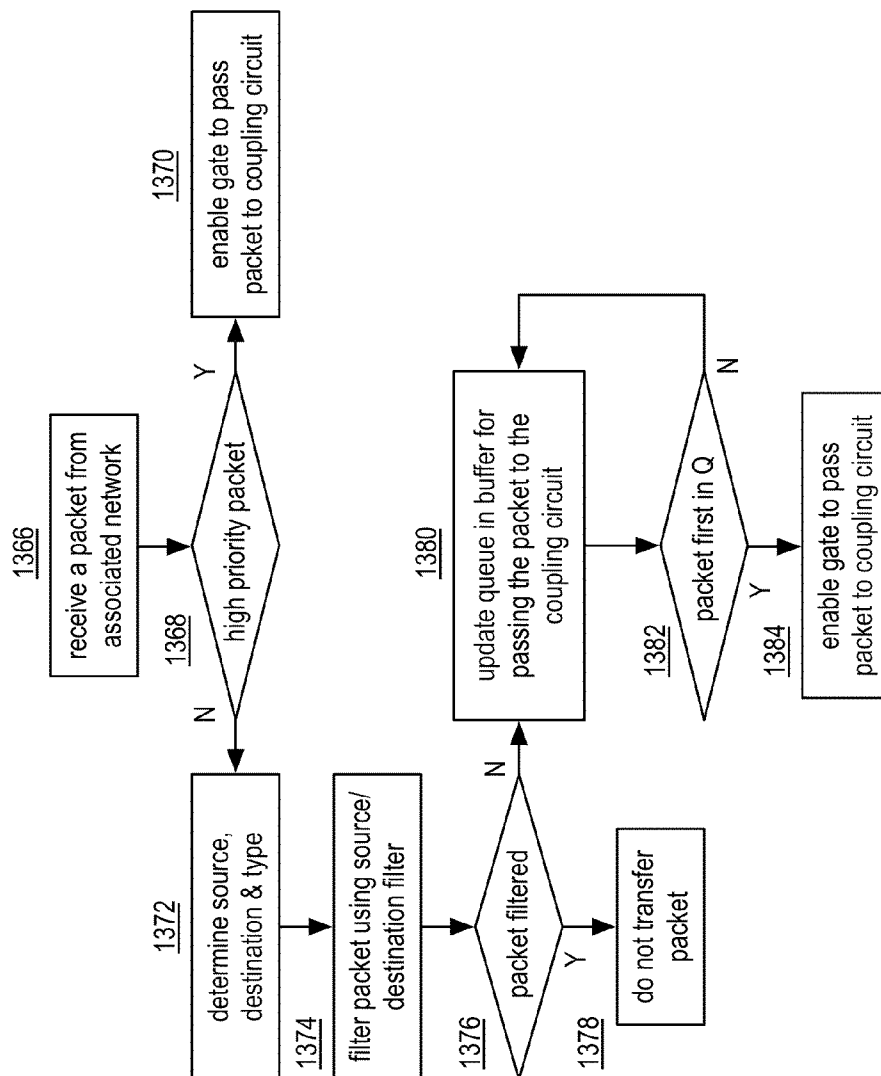 1366
receive a packet from
associated network
1368
high priority packet
Y
N
1370
enable gate to pass
packet to coupling circuit
1372
determine source,
destination & type
1374
filter packet using source/
destination filter
1376
packet filtered
N
Y
1378
do not transfer
packet
1380
update queue in buffer for
passing the packet to the
coupling circuit
1382
packet first in Q
N
Y
1384
enable gate to pass
packet to coupling circuit